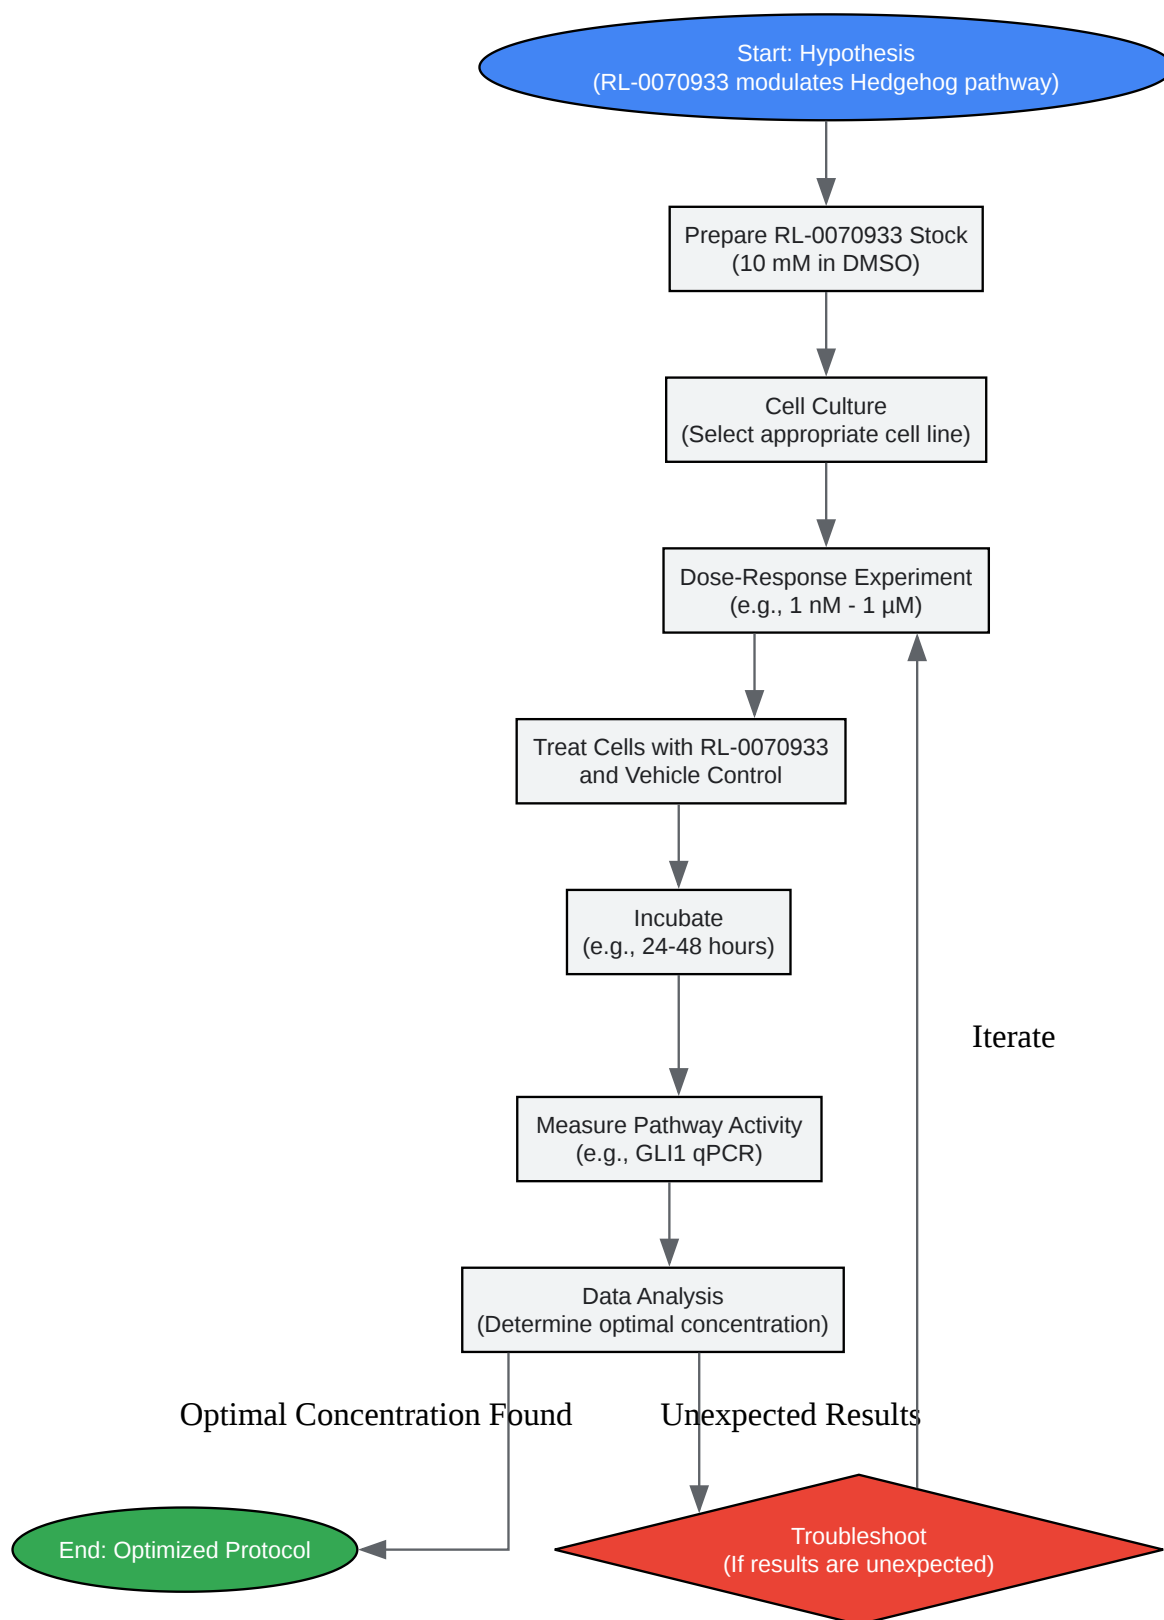 Start: Hypothesis
(RL-0070933 modulates Hedgehog pathway)
Prepare RL-0070933 Stock
(10 mM in DMSO)
Cell Culture
(Select appropriate cell line)
Dose-Response Experiment
(e.g., 1 nM - 1 µM)
Treat Cells with RL-0070933
and Vehicle Control
Incubate
(e.g., 24-48 hours)
Iterate
Measure Pathway Activity
(e.g., GLI1 qPCR)
Data Analysis
(Determine optimal concentration)
Optimal Concentration Found
Unexpected Results
End: Optimized Protocol
Troubleshoot
(If results are unexpected)